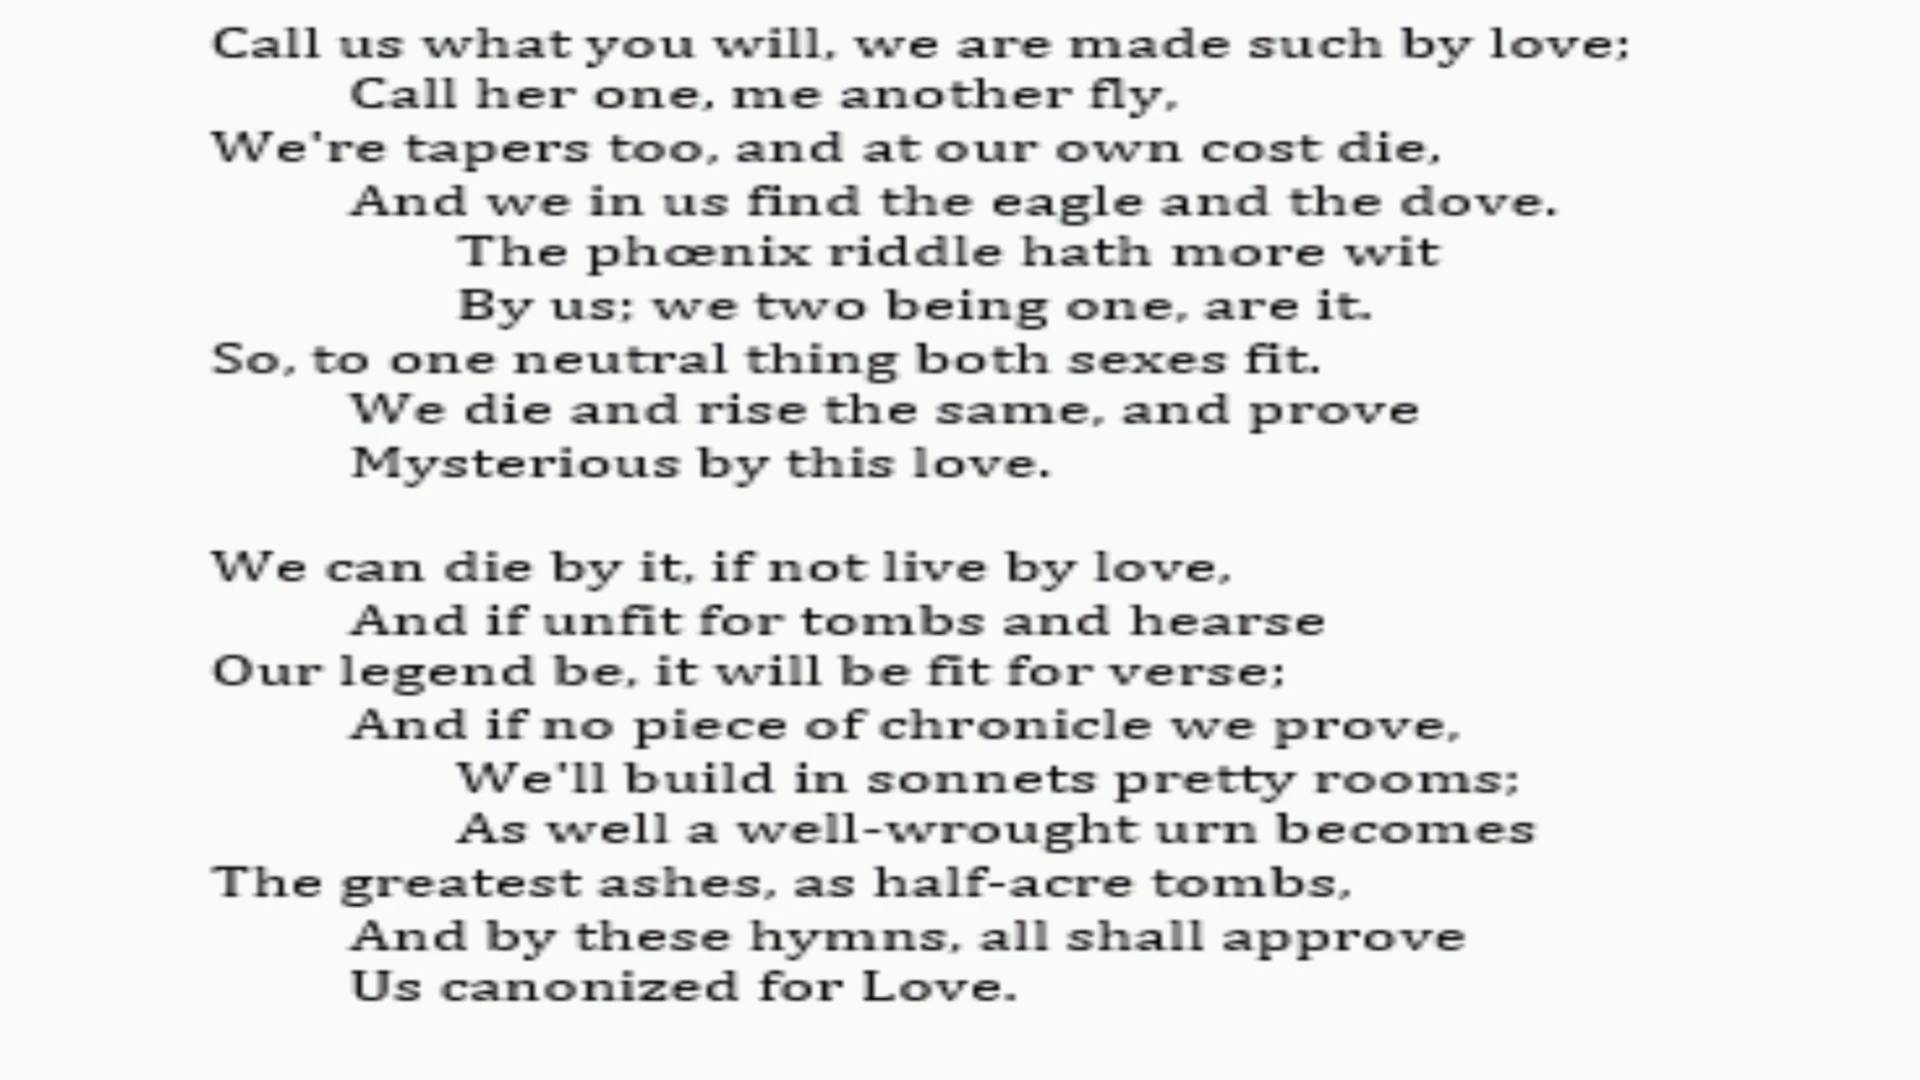 Call us what you will, we are made such by love;
Call her one, me another fly,
We're tapers too, and at our own cost die,
And we in us find the eagle and the dove.
The phœnix riddle hath more wit
By us; we two being one, are it.
So, to one neutral thing both sexes fit.
We die and rise the same, and prove
Mysterious by this love.

We can die by it, if not live by love,
And if unfit for tombs and hearse
Our legend be, it will be fit for verse;
And if no piece of chronicle we prove,
We'll build in sonnets pretty rooms;
As well a well-wrought urn becomes
The greatest ashes, as half-acre tombs,
And by these hymns, all shall approve
Us canonized for Love.